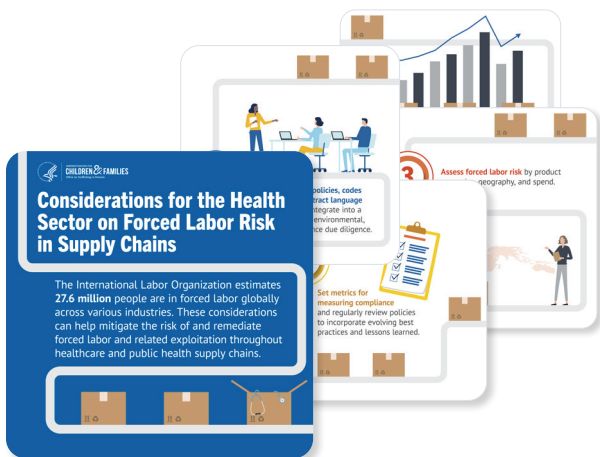 CHILDREN & FAMILIES
Considerations for the Health
Sector on Forced Labor Risk
in Supply Chains
The International Labor Organization estimates
27.6 million people are in forced labor globally
across various industries. These considerations
can help mitigate the risk of and remediate
forced labor and related exploitation throughout
healthcare and public health supply chains.
policies, codes
tract language
ntegrate into a
environmental,
nce due diligence.
3
Assess forced labor risk by product
geography, and spend.
Set metrics for
measuring compliance
and regularly review policies
to incorporate evolving best
practices and lessons learned.